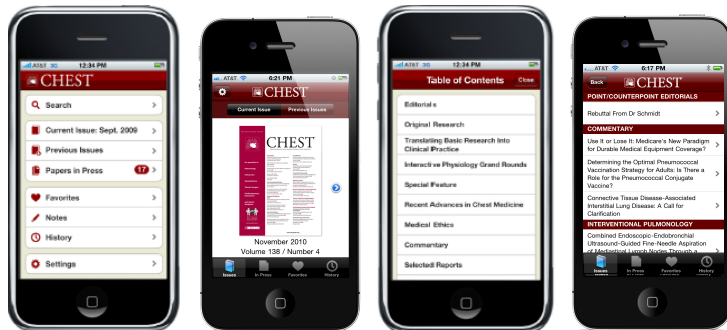 AT&T 3G 12:34 PM
CHEST
Search
Current Issue: Sept. 2009
Previous Issues
Papers in Press 17
Favorites
Notes
History
Settings
AT&T 6:21 PM
CHEST
Current Issue Previous Issues
CHEST
November 2010
Volume 138 / Number 4
Issues In Press Favorites History
AT&T 3G 12:34 PM
Table of Contents Close
Editorials
Original Research
Translating Basic Research Into
Clinical Practice
Interactive Physiology Grand Rounds
Special Feature
Recent Advances in Chest Medicine
Medical Ethics
Commentary
Selected Reports
AT&T 6:17 PM
Back CHEST
POINT/COUNTERPOINT EDITORIALS
Rebuttal From Dr Schmidt
COMMENTARY
Use It or Lose It: Medicare's New Paradigm
for Durable Medical Equipment Coverage?
Determining the Optimal Pneumococcal
Vaccination Strategy for Adults: Is There a
Role for the Pneumococcal Conjugate
Vaccine?
Connective Tissue Disease-Associated
Interstitial Lung Disease: A Call for
Clarification
INTERVENTIONAL PULMONOLOGY
Combined Endoscopic-Endobronchial
Ultrasound-Guided Fine-Needle Aspiration
of Mediastinal Lymph Nodes Through a
Issues In Press Favorites History